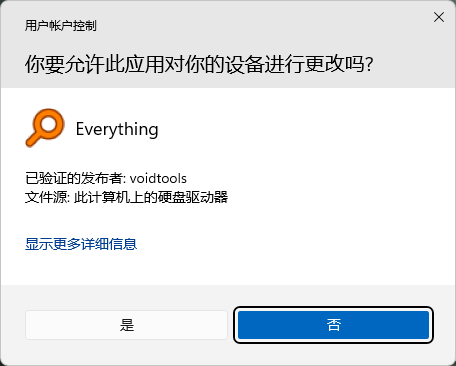 用户帐户控制
你要允许此应用对你的设备进行更改吗?
Everything
已验证的发布者: voidtools
文件源: 此计算机上的硬盘驱动器
显示更多详细信息
是
否